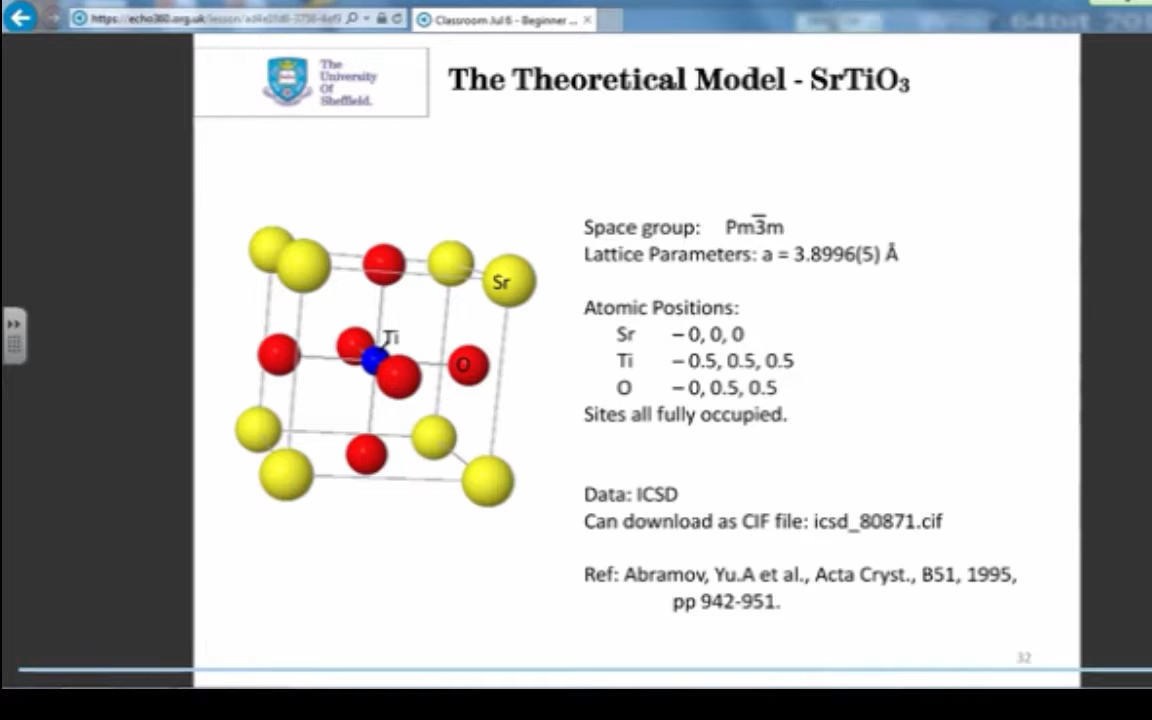 Classroom Jul 6 - Beginner ...
The
University
Of
Sheffield.
The Theoretical Model - SrTiO₃
Space group: Pm3̅m
Lattice Parameters: a = 3.8996(5) Å
Sr
Atomic Positions:
Sr – 0, 0, 0
Ti
Ti – 0.5, 0.5, 0.5
O
O – 0, 0.5, 0.5
Sites all fully occupied.
Data: ICSD
Can download as CIF file: icsd_80871.cif
Ref: Abramov, Yu.A et al., Acta Cryst., B51, 1995,
pp 942-951.
32